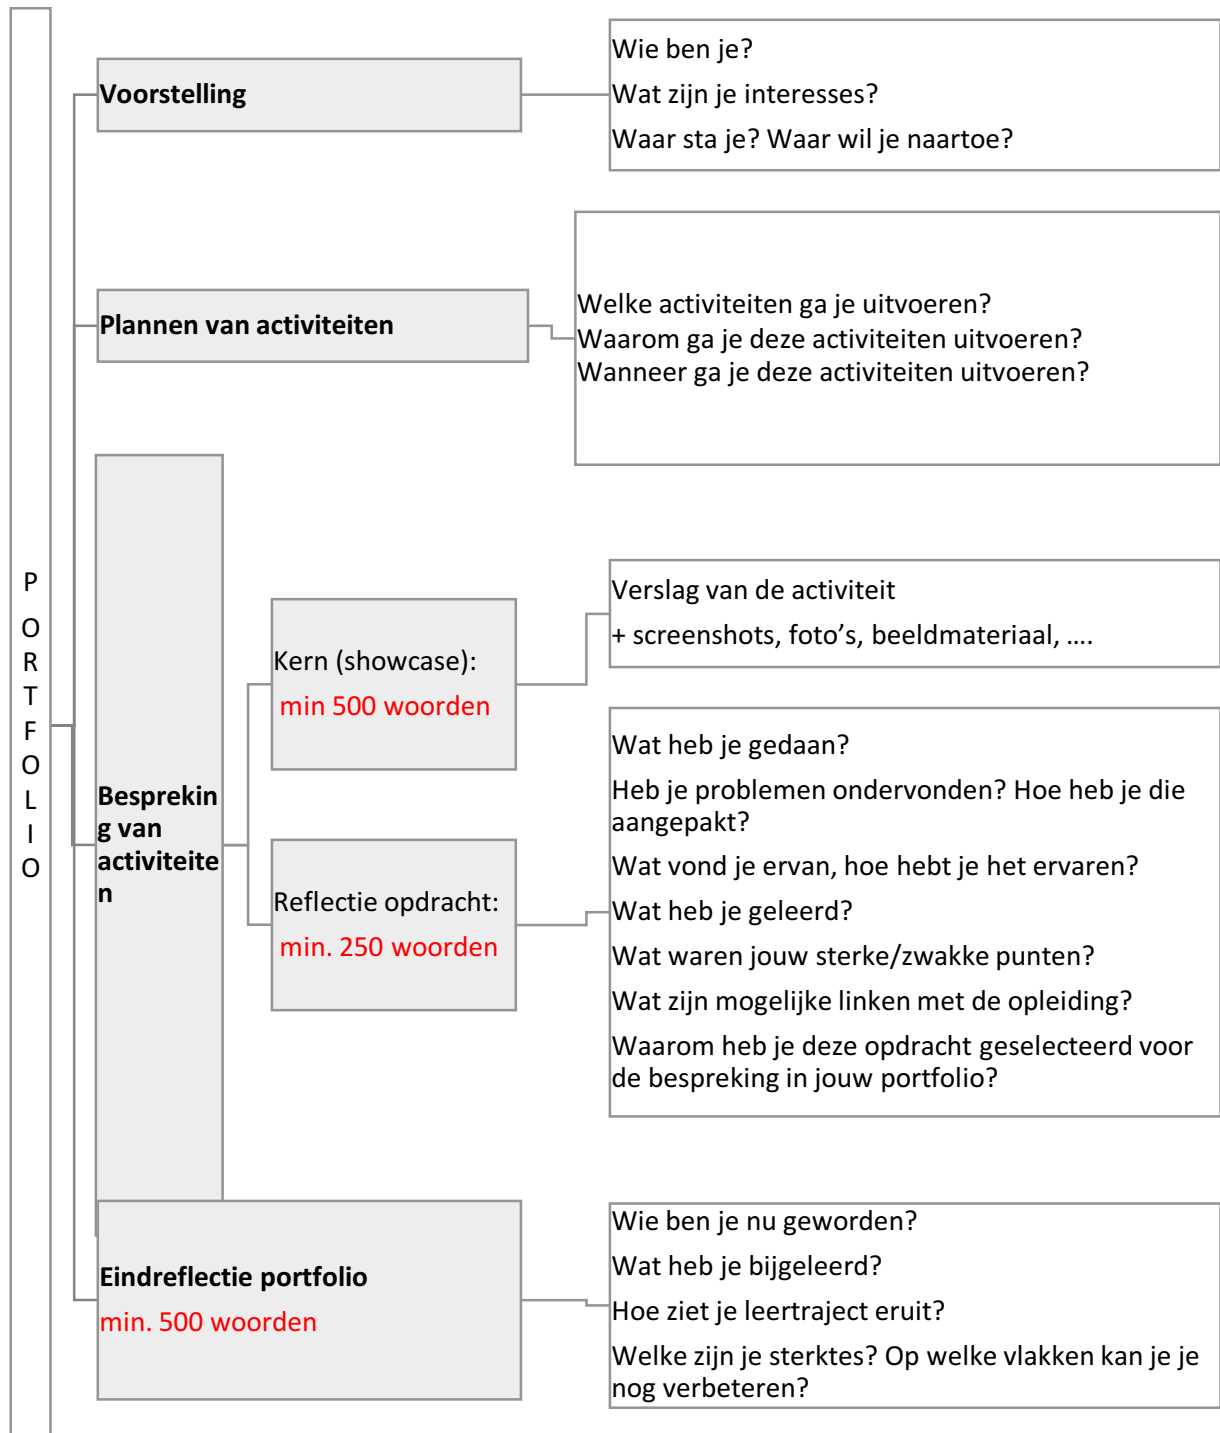 P
O
R
T
F
O
L
I
O
Voorstelling
Wie ben je?
Wat zijn je interesses?
Waar sta je? Waar wil je naartoe?
Plannen van activiteiten
Welke activiteiten ga je uitvoeren?
Waarom ga je deze activiteiten uitvoeren?
Wanneer ga je deze activiteiten uitvoeren?
Besprekin
g van
activiteite
n
Kern (showcase):
min 500 woorden
Verslag van de activiteit
+ screenshots, foto’s, beeldmateriaal, ….
Reflectie opdracht:
min. 250 woorden
Wat heb je gedaan?
Heb je problemen ondervonden? Hoe heb je die
aangepakt?
Wat vond je ervan, hoe hebt je het ervaren?
Wat heb je geleerd?
Wat waren jouw sterke/zwakke punten?
Wat zijn mogelijke linken met de opleiding?
Waarom heb je deze opdracht geselecteerd voor
de bespreking in jouw portfolio?
Eindreflectie portfolio
min. 500 woorden
Wie ben je nu geworden?
Wat heb je bijgeleerd?
Hoe ziet je leertraject eruit?
Welke zijn je sterktes? Op welke vlakken kan je je
nog verbeteren?